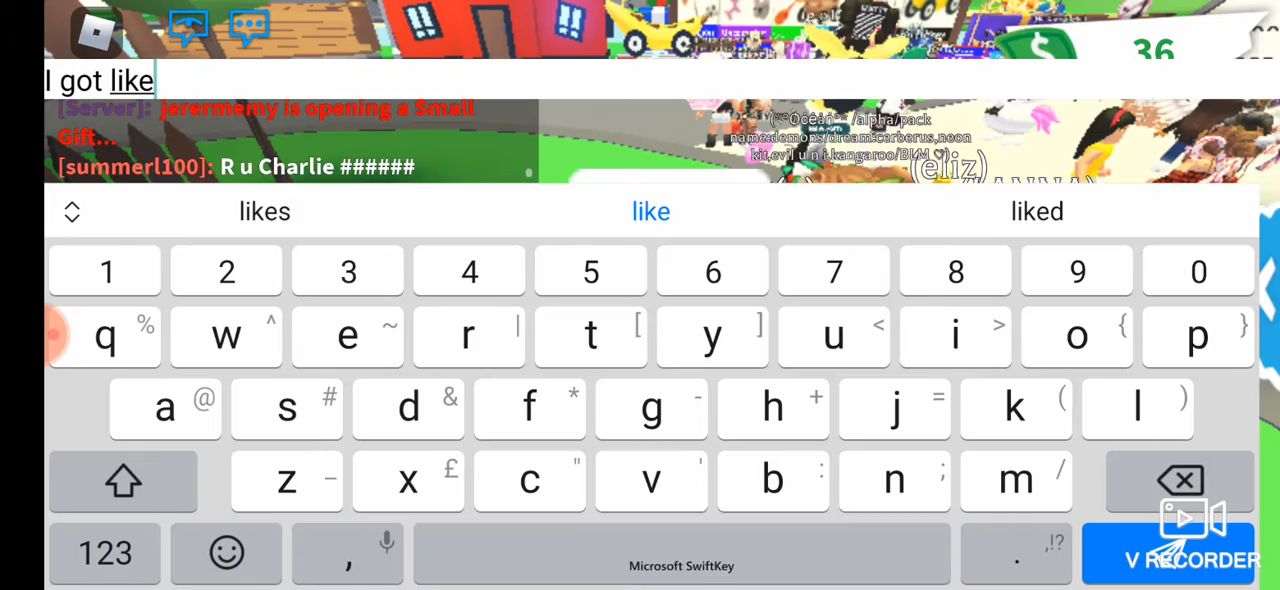 36
I got like
[Server]: jerermemy is opening a Small
Gift...
[summerl100]: R u Charlie ######
(*°Ocean°* /alpha/pack
name:demons/dream:cerberus,neon
kit,evil u n i,kangaroo/BLM
(eliz)
likes like liked
1 2 3 4 5 6 7 8 9 0
q % w ^ e ~ r | t [ y ] u < i > o { p }
a @ s # d & f * g - h + j = k ( l )
z _ x £ c " v ' b : n ; m /
123 , Microsoft SwiftKey . ,!?
V RECORDER